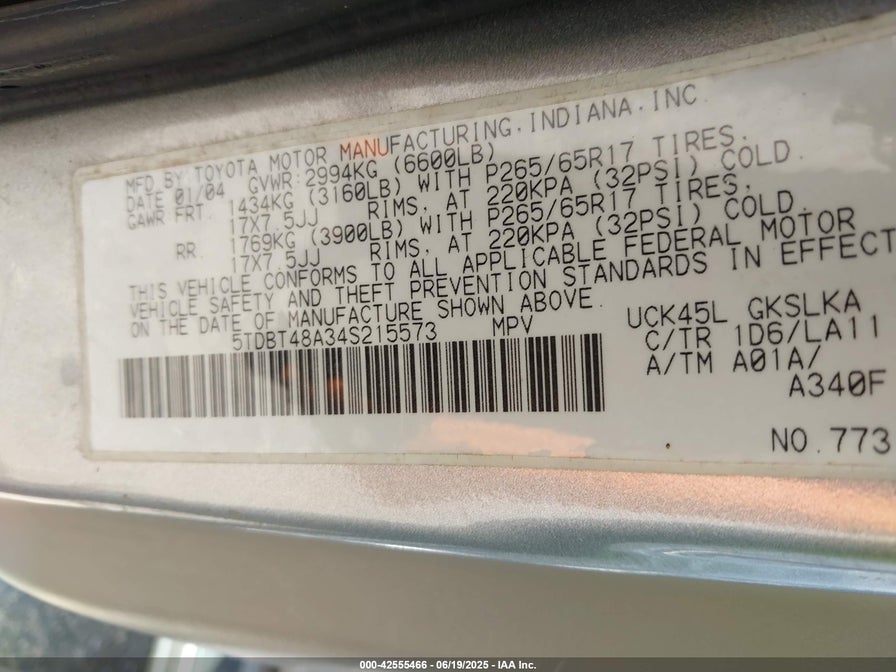 MFD BY TOYOTA MOTOR MANUFACTURING, INDIANA, INC.
DATE 01/04 GVWR 2994KG (6600LB)
GAWR FRT. 1434KG (3160LB) WITH P265/65R17 TIRES.
17X7.5JJ RIMS, AT 220KPA (32PSI) COLD.
RR. 1769KG (3900LB) WITH P265/65R17 TIRES.
17X7.5JJ RIMS, AT 220KPA (32PSI) COLD.
THIS VEHICLE CONFORMS TO ALL APPLICABLE FEDERAL MOTOR
VEHICLE SAFETY AND THEFT PREVENTION STANDARDS IN EFFECT
ON THE DATE OF MANUFACTURE SHOWN ABOVE.
5TDBT48A34S215573 MPV
UCK45L GKSLKA
C/TR 1D6/LA11
A/TM A01A/
A340F
NO.773
000-42555466 - 06/19/2025 - IAA Inc.